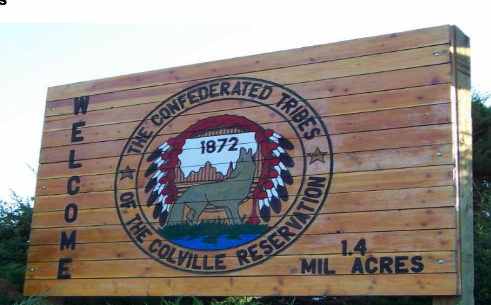 WELCOME
THE CONFEDERATED TRIBES
1872
OF THE COLVILLE RESERVATION
1.4
MIL ACRES